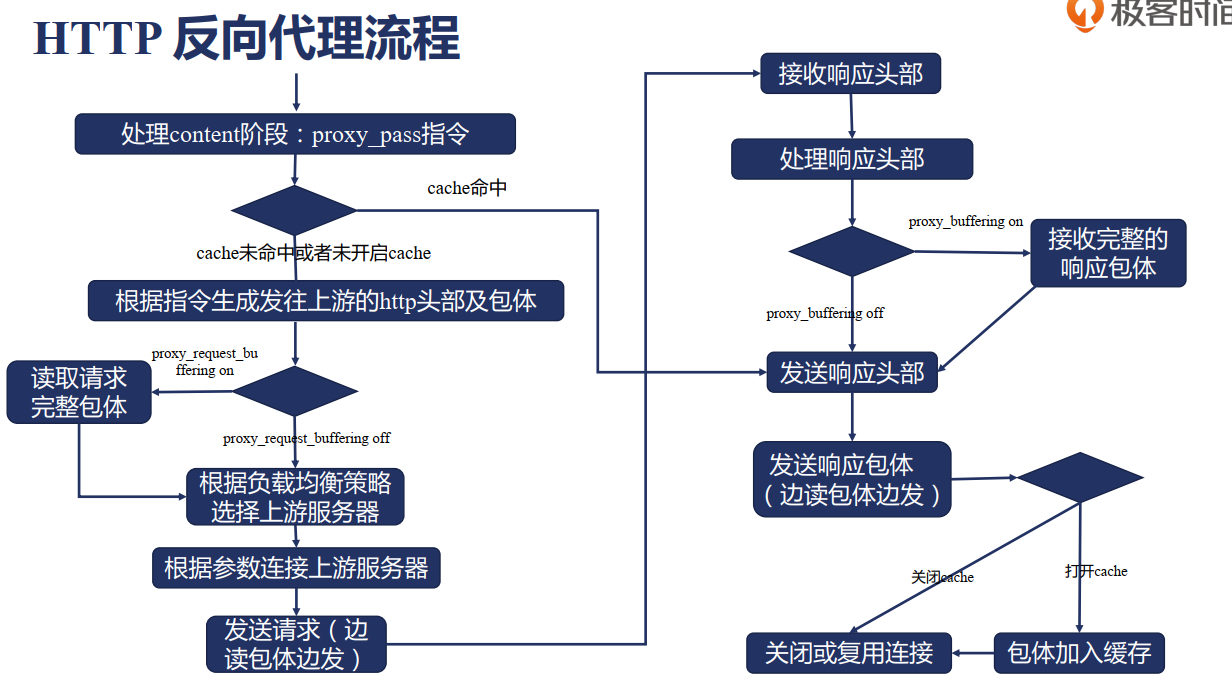 HTTP 反向代理流程
极客时间
处理content阶段：proxy_pass指令
cache命中
cache未命中或者未开启cache
根据指令生成发往上游的http头部及包体
proxy_request_bu
ffering on
读取请求
完整包体
proxy_request_buffering off
根据负载均衡策略
选择上游服务器
根据参数连接上游服务器
发送请求（边
读包体边发）
接收响应头部
处理响应头部
proxy_buffering on
接收完整的
响应包体
proxy_buffering off
发送响应头部
发送响应包体
（边读包体边发）
关闭cache
打开cache
关闭或复用连接
包体加入缓存